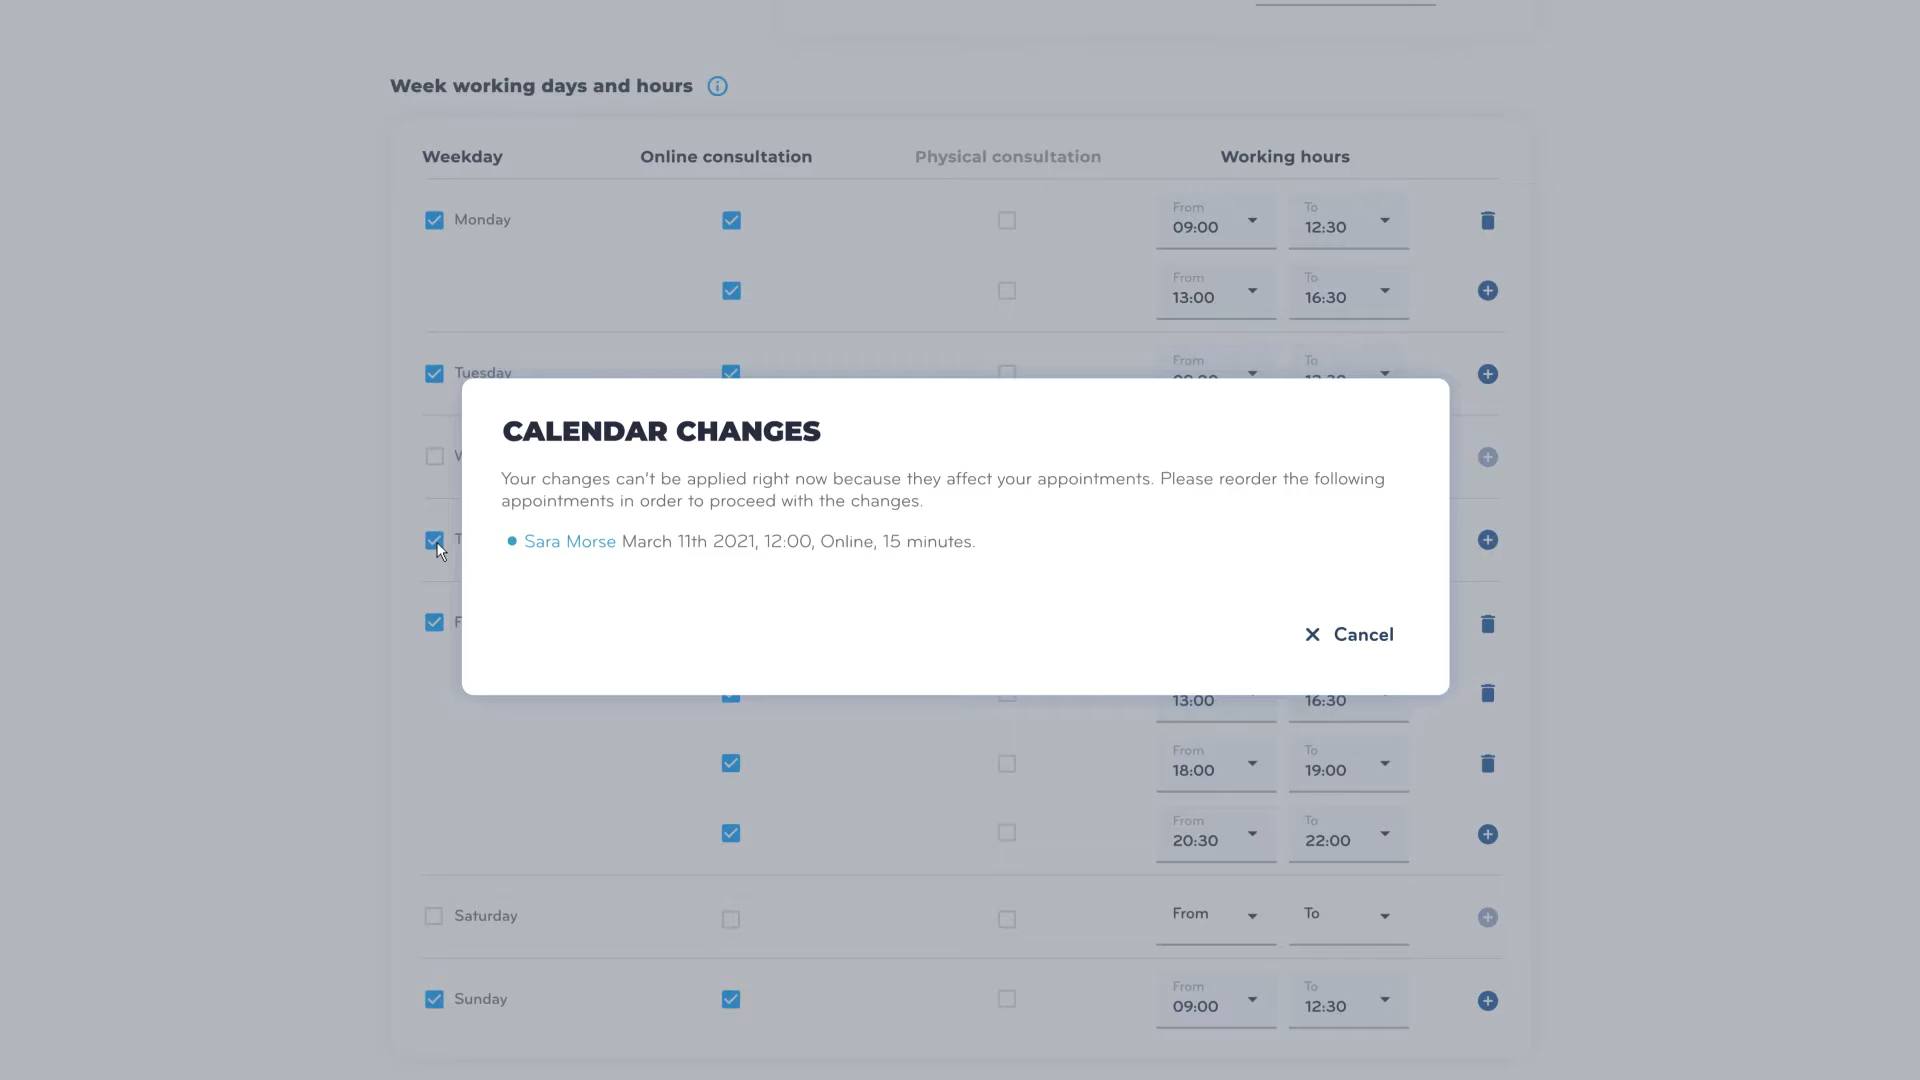 Week working days and hours
Weekday Online consultation Physical consultation Working hours
Monday
From
09:00
To
12:30
From
13:00
To
16:30
Tuesday
From
To
CALENDAR CHANGES
Your changes can't be applied right now because they affect your appointments. Please reorder the following
appointments in order to proceed with the changes.
Sara Morse March 11th 2021, 12:00, Online, 15 minutes.
Cancel
13:00
16:30
From
18:00
To
19:00
From
20:30
To
22:00
Saturday
From
To
Sunday
From
09:00
To
12:30